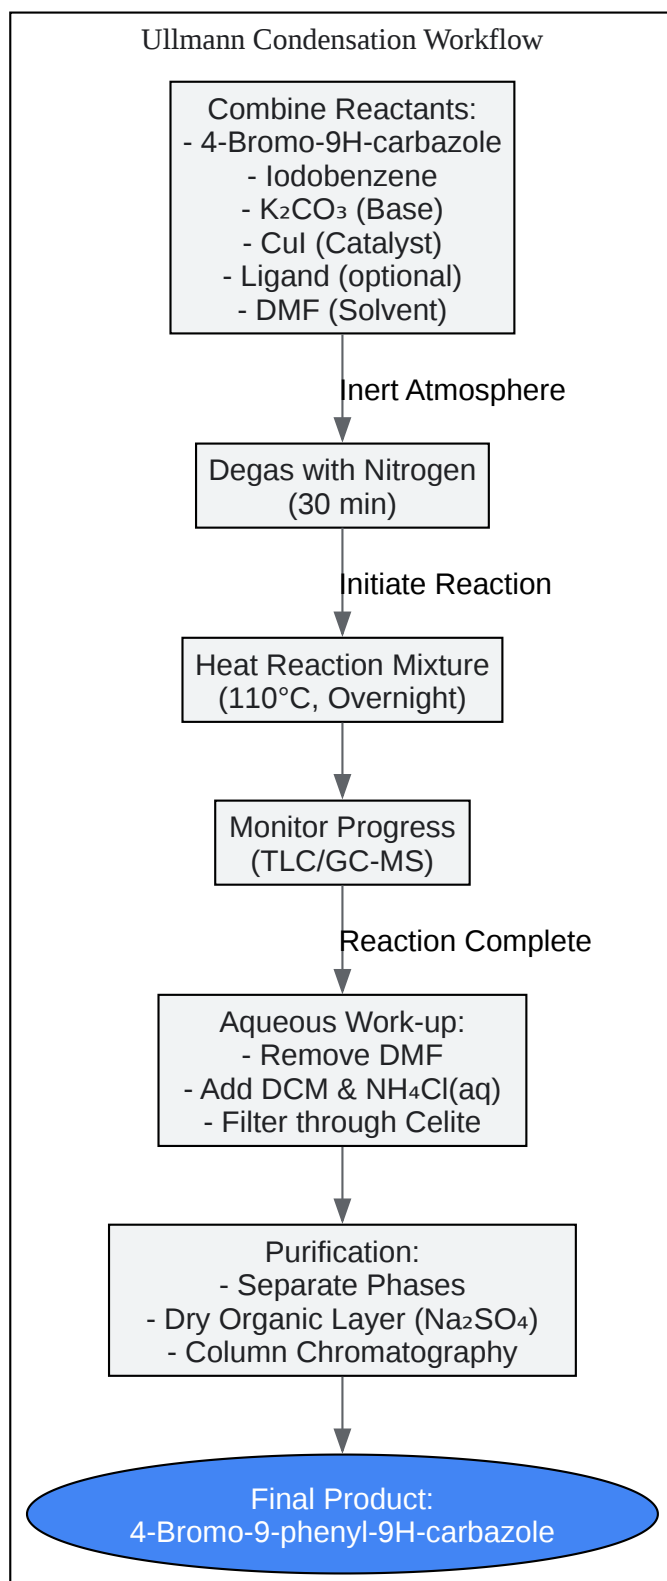 Ullmann Condensation Workflow
Combine Reactants:
- 4-Bromo-9H-carbazole
- Iodobenzene
- K₂CO₃ (Base)
- CuI (Catalyst)
- Ligand (optional)
- DMF (Solvent)
Inert Atmosphere
Degas with Nitrogen
(30 min)
Initiate Reaction
Heat Reaction Mixture
(110°C, Overnight)
Monitor Progress
(TLC/GC-MS)
Reaction Complete
Aqueous Work-up:
- Remove DMF
- Add DCM & NH₄Cl(aq)
- Filter through Celite
Purification:
- Separate Phases
- Dry Organic Layer (Na₂SO₄)
- Column Chromatography
Final Product:
4-Bromo-9-phenyl-9H-carbazole